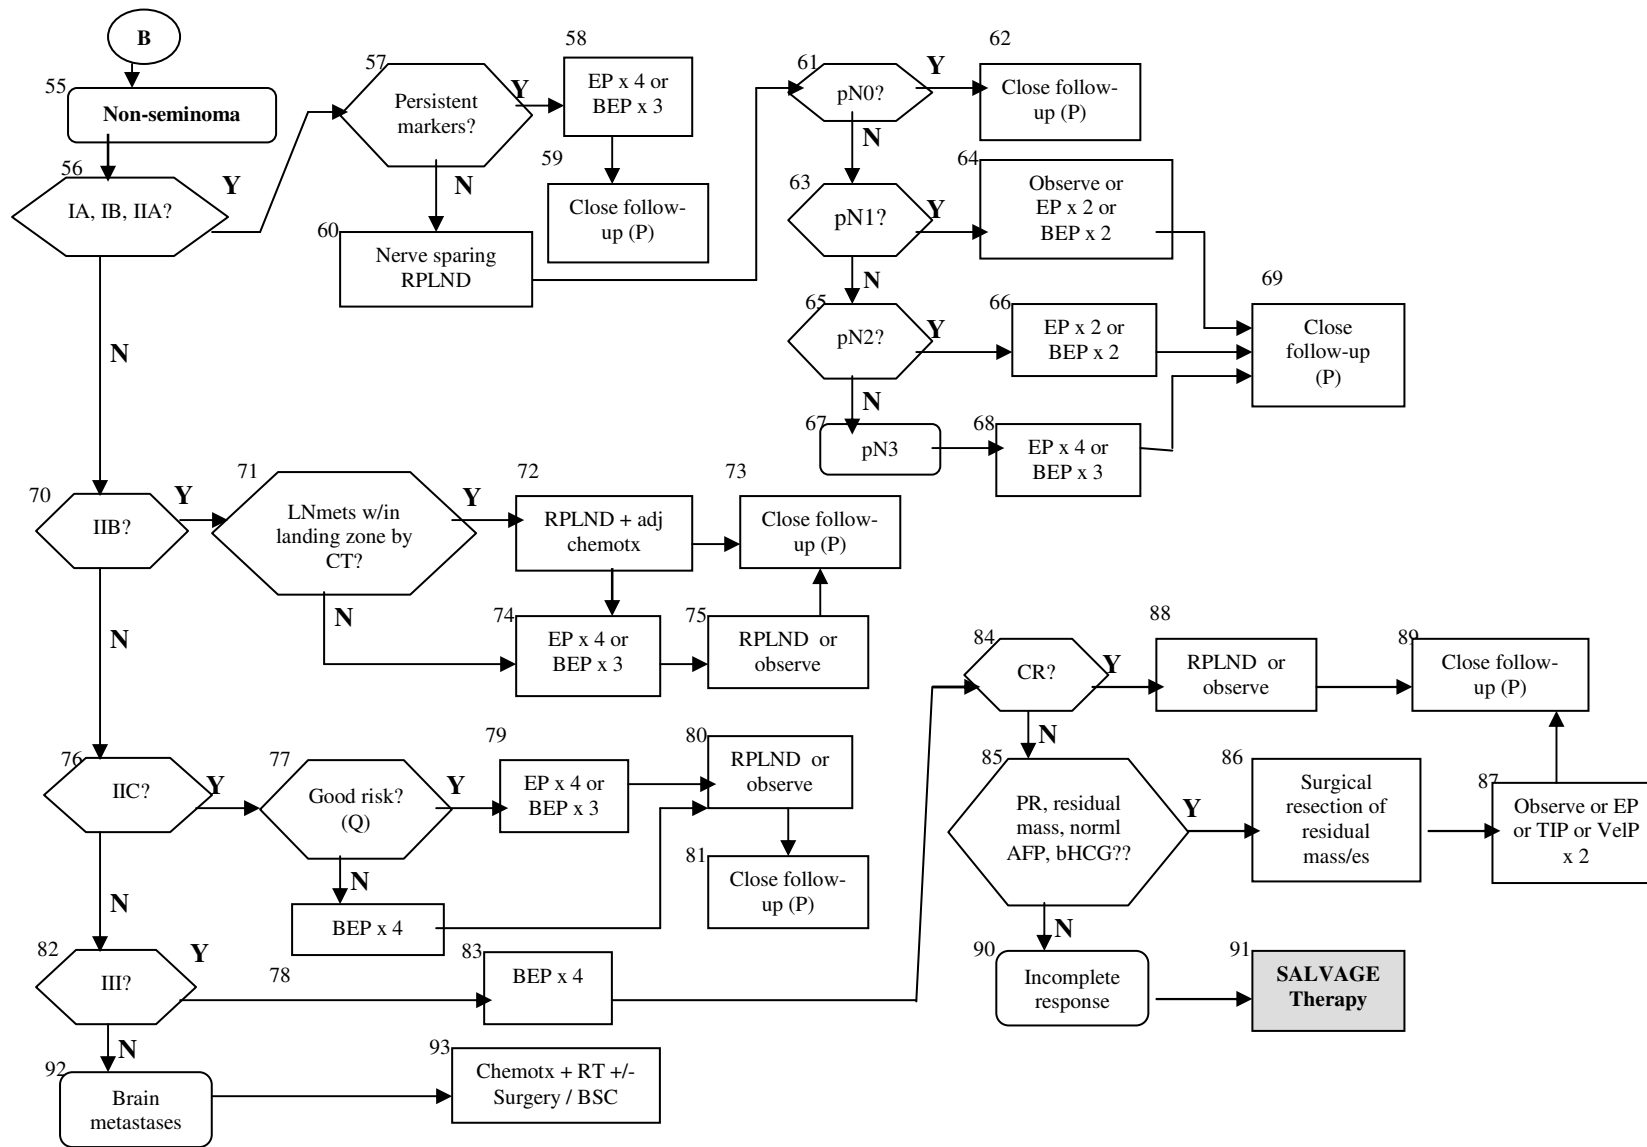 B
55
Non-seminoma
56
IA, IB, IIA?
Y
N
57
Persistent
markers?
Y
N
58
EP x 4 or
BEP x 3
59
Close follow-
up (P)
60
Nerve sparing
RPLND
61
pN0?
Y
N
62
Close follow-
up (P)
63
pN1?
Y
N
64
Observe or
EP x 2 or
BEP x 2
65
pN2?
Y
N
66
EP x 2 or
BEP x 2
67
pN3
68
EP x 4 or
BEP x 3
69
Close
follow-up
(P)
70
IIB?
Y
N
71
LNmets w/in
landing zone by
CT?
Y
N
72
RPLND + adj
chemotx
73
Close follow-
up (P)
74
EP x 4 or
BEP x 3
75
RPLND or
observe
76
IIC?
Y
N
77
Good risk?
(Q)
Y
N
79
EP x 4 or
BEP x 3
80
RPLND or
observe
81
Close follow-
up (P)
BEP x 4
82
III?
Y
N
78
83
BEP x 4
84
CR?
Y
N
88
RPLND or
observe
89
Close follow-
up (P)
85
PR, residual
mass, norml
AFP, bHCG??
Y
N
86
Surgical
resection of
residual
mass/es
87
Observe or EP
or TIP or VelP
x 2
90
Incomplete
response
91
SALVAGE
Therapy
92
Brain
metastases
93
Chemotx + RT +/-
Surgery / BSC